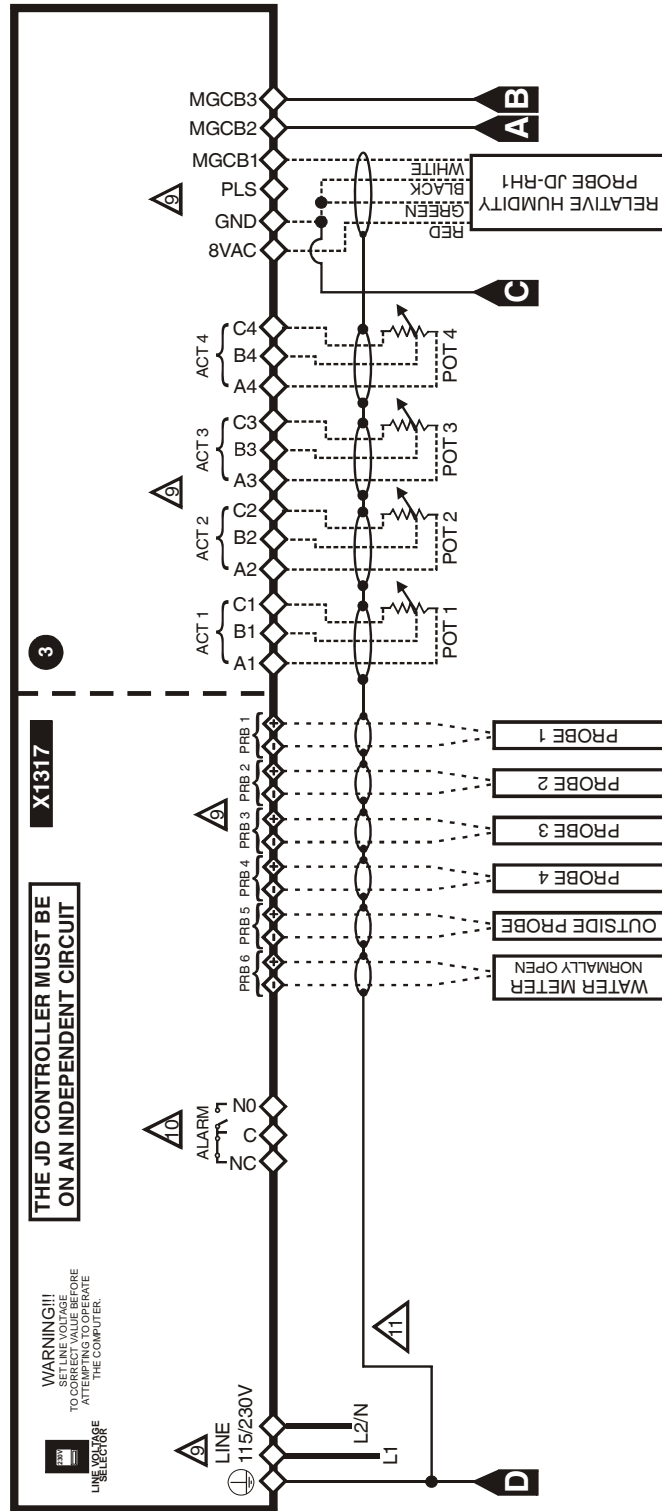 WARNING!!!
SET LINE VOLTAGE
TO CORRECT VALUE BEFORE
ATTEMPTING TO OPERATE
THE COMPUTER.
230V
LINE VOLTAGE
SELECTOR
THE JD CONTROLLER MUST BE
ON AN INDEPENDENT CIRCUIT
X1317
3
9
LINE
115/230V
L1
L2/N
D
11
10
ALARM
NC
C
N0
9
PRB 6
- +
PRB 5
- +
PRB 4
- +
PRB 3
- +
PRB 2
- +
PRB 1
- +
WATER METER
NORMALLY OPEN
OUTSIDE PROBE
PROBE 4
PROBE 3
PROBE 2
PROBE 1
9
ACT 1
A1
B1
C1
ACT 2
A2
B2
C2
ACT 3
A3
B3
C3
ACT 4
A4
B4
C4
POT 1
POT 2
POT 3
POT 4
9
8VAC
GND
PLS
MGCB1
MGCB2
MGCB3
RED
GREEN
BLACK
WHITE
RELATIVE HUMIDITY
PROBE JD-RH1
C
A
B